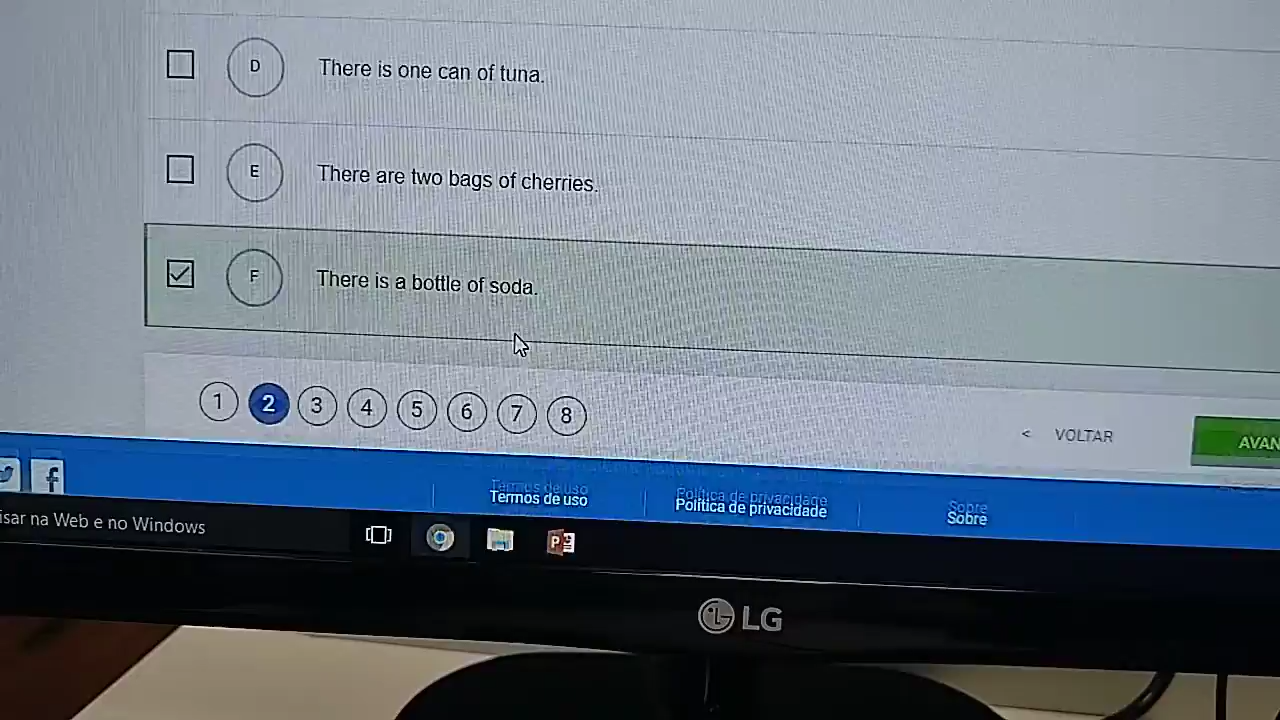 D There is one can of tuna.
E There are two bags of cherries.
F There is a bottle of soda.
1 2 3 4 5 6 7 8
< VOLTAR
Termos de uso
Política de privacidade
Sobre
na Web e no Windows
LG